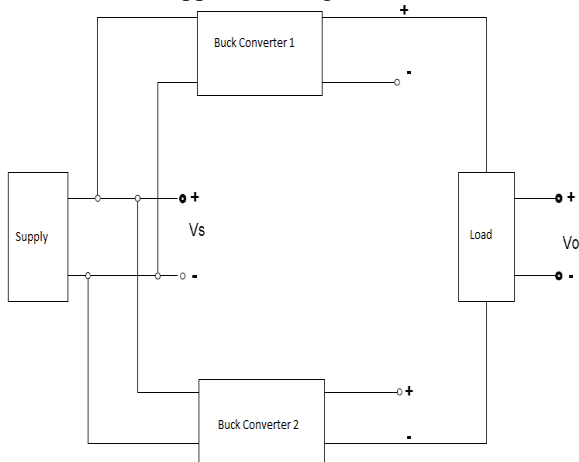 +
Buck Converter 1
-
+
+
Vs
Supply
Load
Vo
-
-
+
Buck Converter 2
-